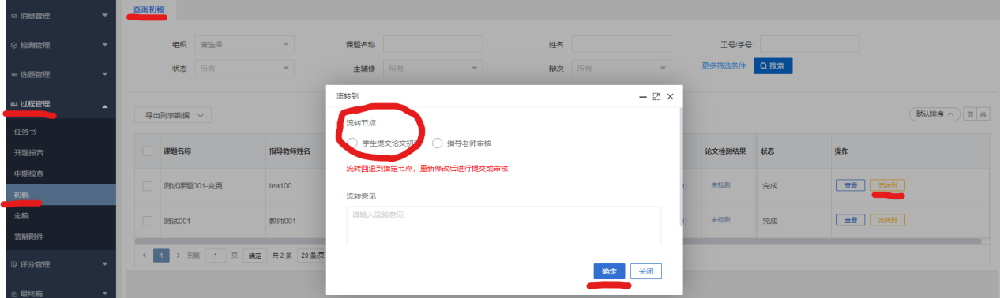 消息管理
检测管理
选题管理
过程管理
任务书
开题报告
中期检查
初稿
定稿
答辩附件
评分管理
最终稿
查询初稿
组织 请选择 课题名称 姓名 工号/学号
状态 所有 主辅修 所有 辩次 所有 更多筛选条件 搜索
导出列表数据 默认排序
课题名称 指导教师姓名 论文检测结果 状态 操作
测试课题001-变更 tea100 未检测 完成 查看 流转到
测试001 教师001 未检测 完成 查看 流转到
1 到第 1 页 确定 共 2 条 20 条/页
流转到
流转节点
学生提交论文初稿 指导老师审核
流转回退到指定节点，重新修改后进行提交或审核
流转意见
请输入流转意见
确定 关闭